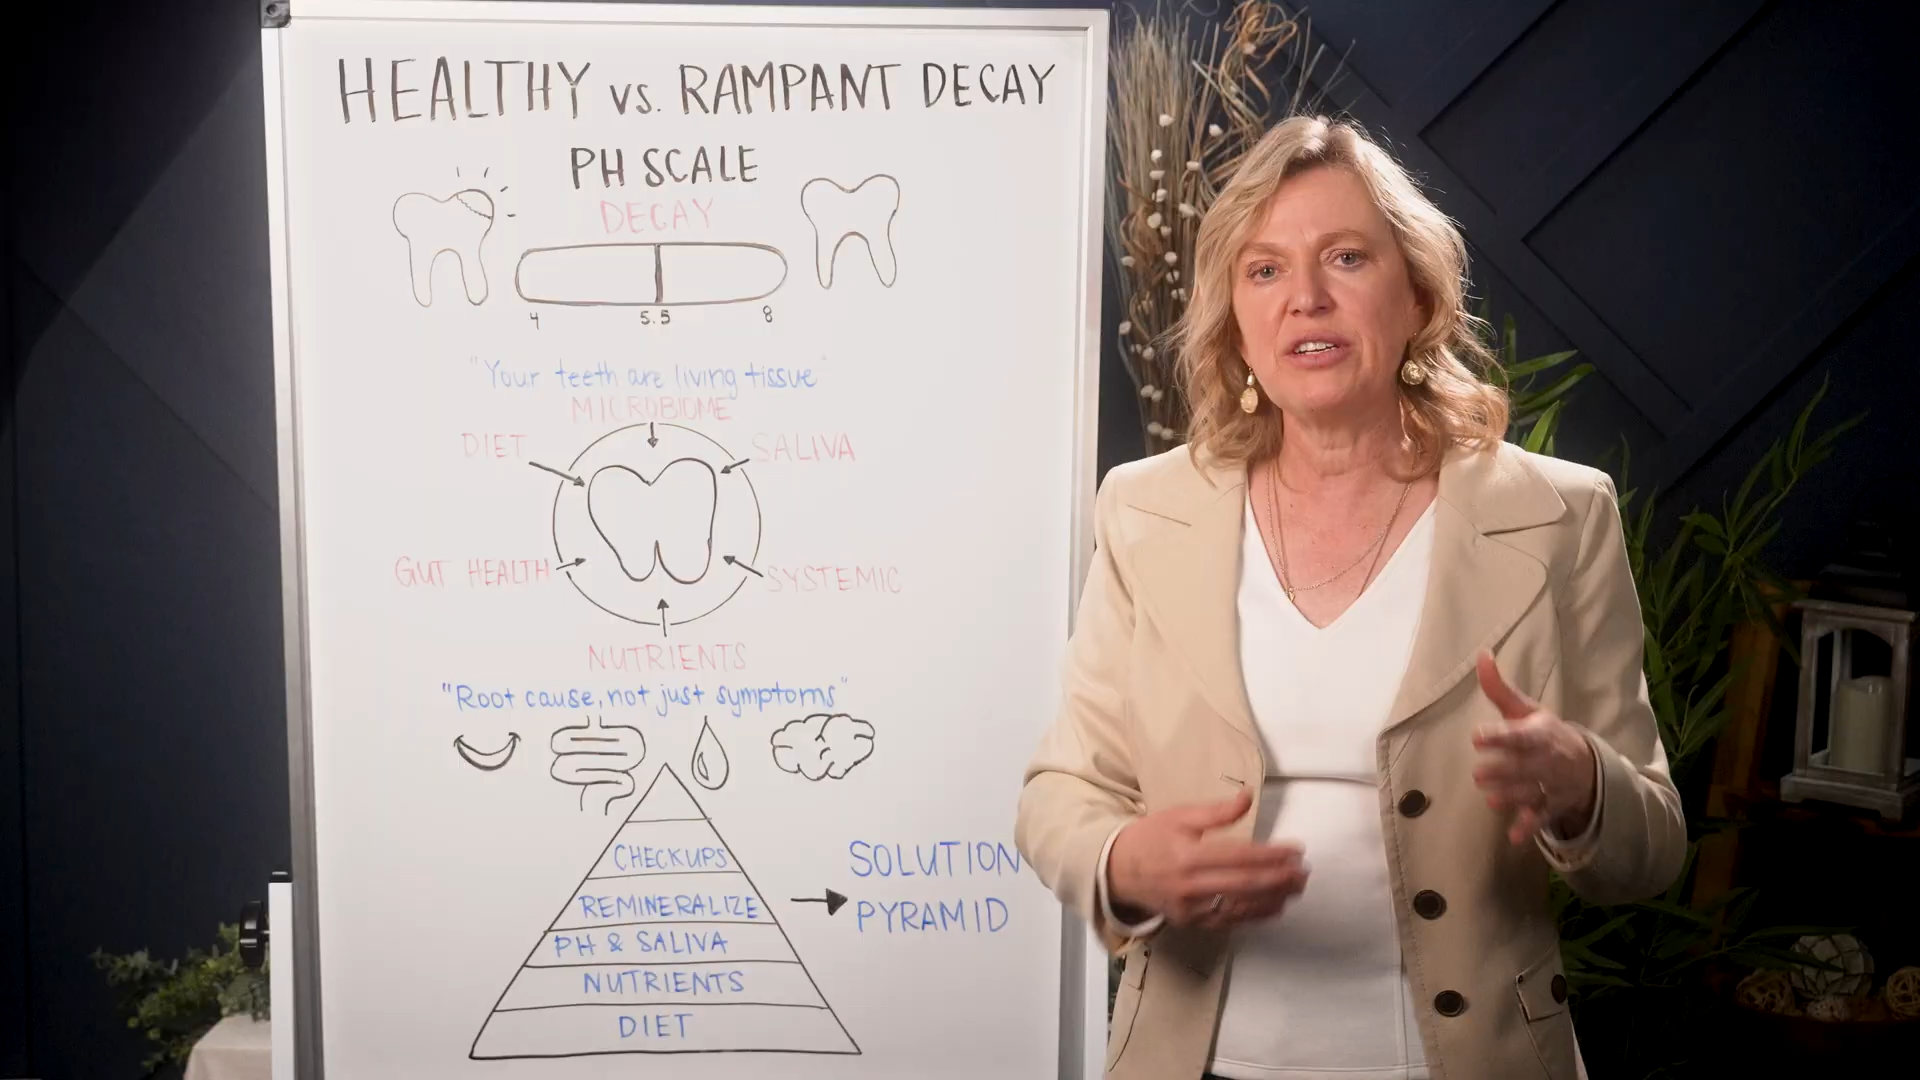 HEALTHY vs. RAMPANT DECAY
PH SCALE
DECAY
4 5.5 8
"Your teeth are living tissue"
MICROBIOME
DIET SALIVA
GUT HEALTH SYSTEMIC
NUTRIENTS
"Root cause, not just symptoms"
CHECKUPS
REMINERALIZE
PH & SALIVA
NUTRIENTS
DIET
SOLUTION
PYRAMID